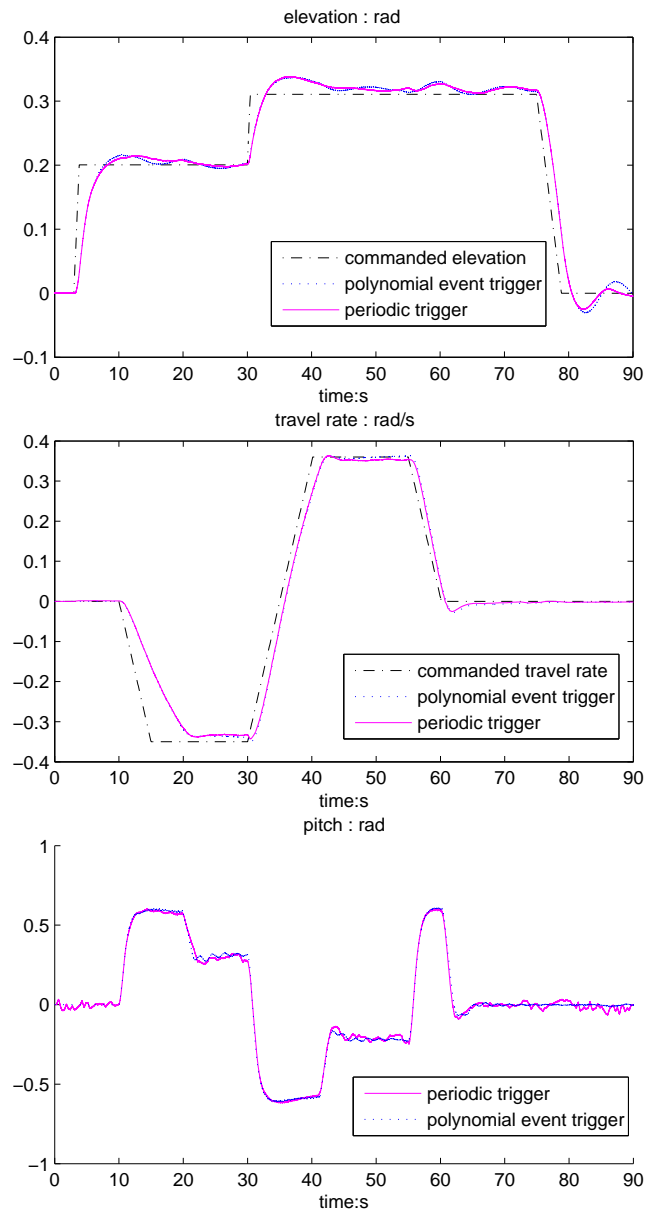 elevation : rad
0.4
0.3
0.2
0.1
0
−0.1
commanded elevation
polynomial event trigger
periodic trigger
0 10 20 30 40 50 60 70 80 90
time:s
travel rate : rad/s
0.4
0.3
0.2
0.1
0
−0.1
−0.2
−0.3
−0.4
commanded travel rate
polynomial event trigger
periodic trigger
0 10 20 30 40 50 60 70 80 90
time:s
pitch : rad
1
0.5
0
−0.5
−1
periodic trigger
polynomial event trigger
0 10 20 30 40 50 60 70 80 90
time:s